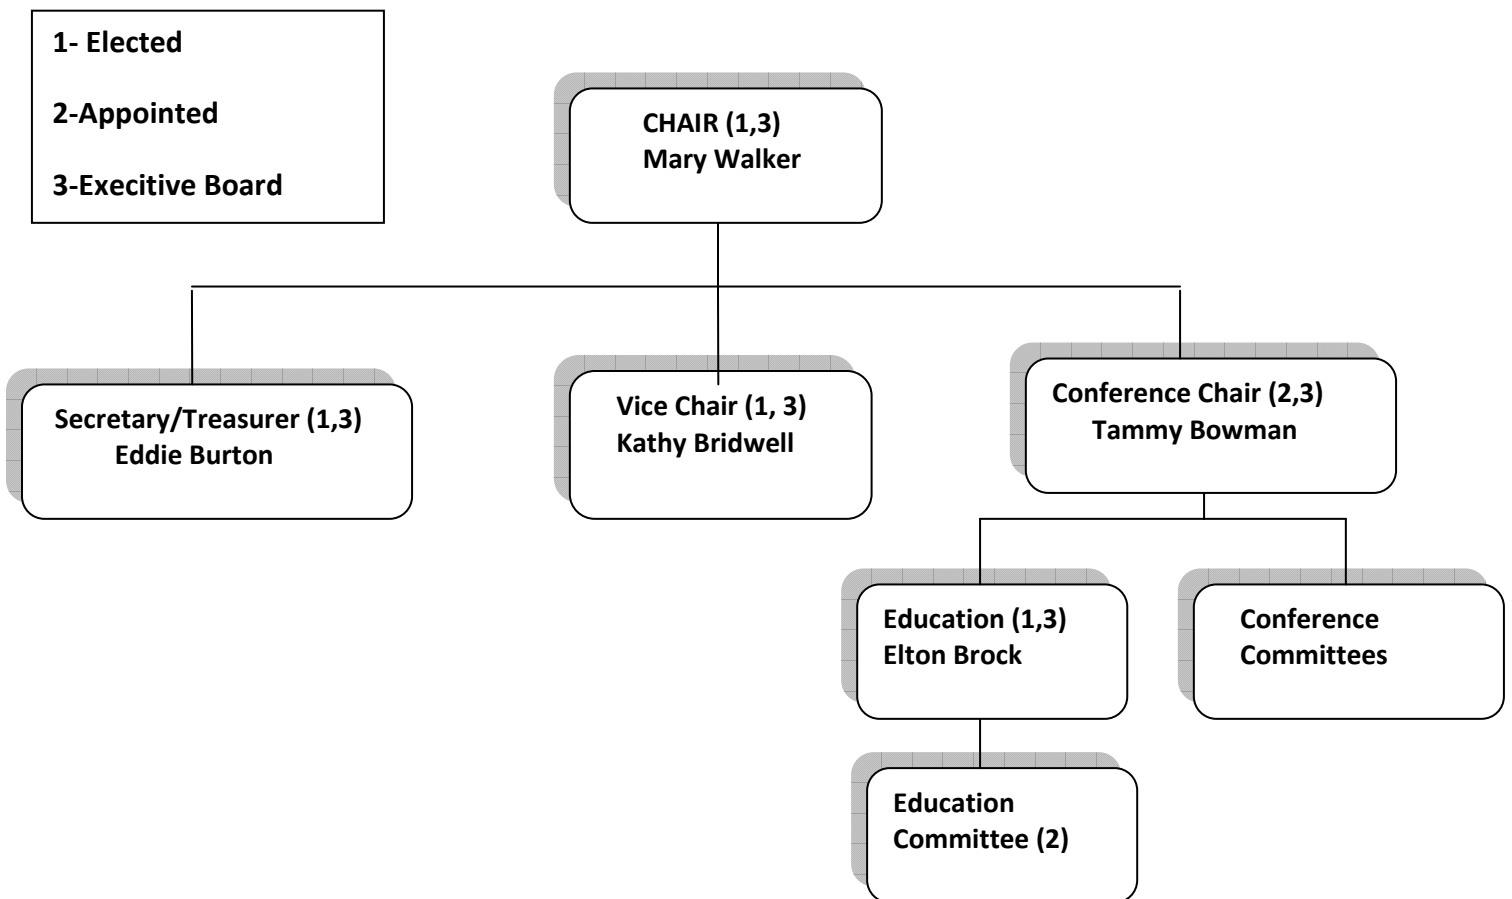 1- Elected
2-Appointed
3-Execitive Board
CHAIR (1,3)
Mary Walker
Secretary/Treasurer (1,3)
Eddie Burton
Vice Chair (1, 3)
Kathy Bridwell
Conference Chair (2,3)
Tammy Bowman
Education (1,3)
Elton Brock
Conference
Committees
Education
Committee (2)